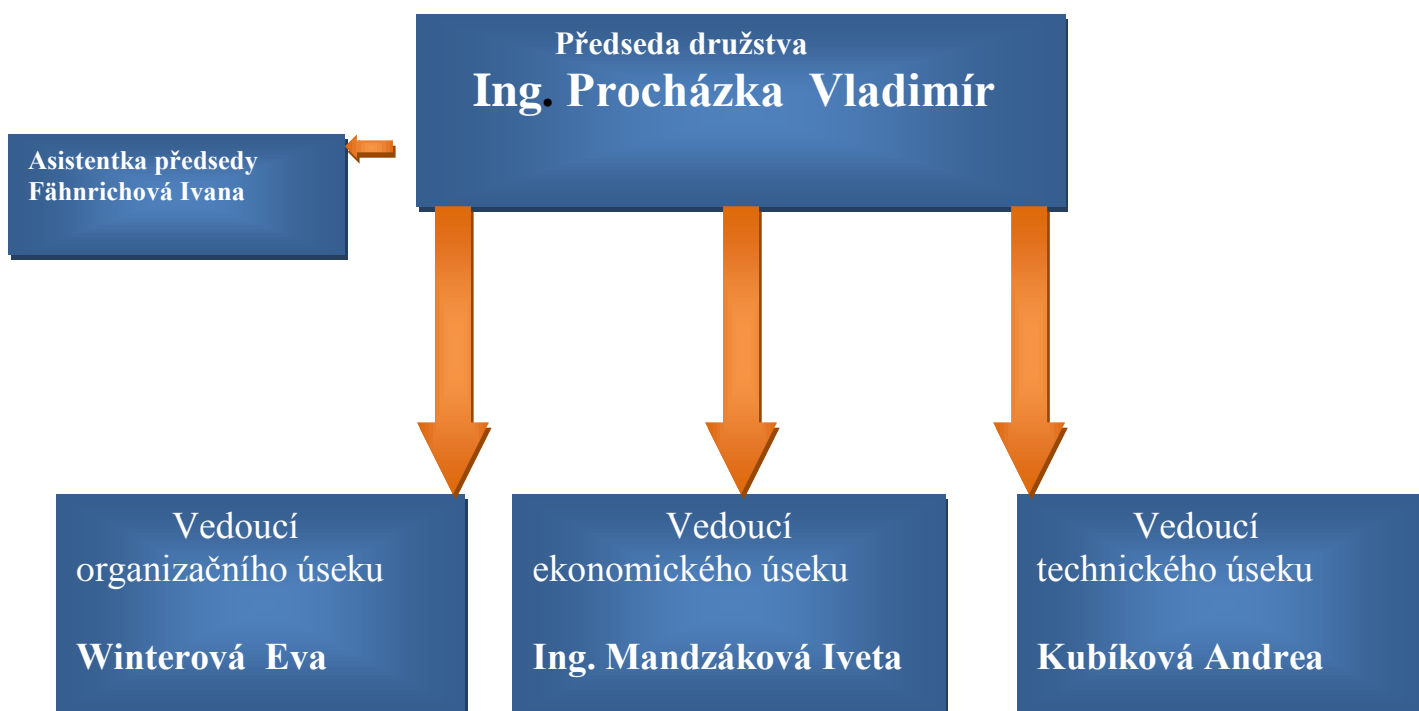 Předseda družstva
Ing. Procházka Vladimír
Asistentka předsedy
Fähnrichová Ivana
Vedoucí
organizačního úseku
Winterová Eva
Vedoucí
ekonomického úseku
Ing. Mandzáková Iveta
Vedoucí
technického úseku
Kubíková Andrea